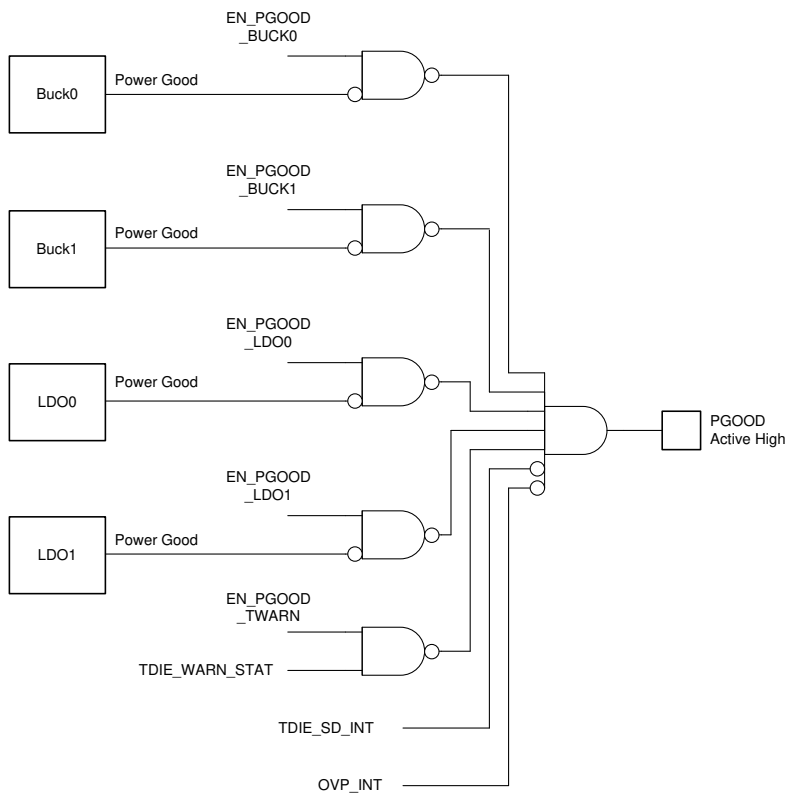 EN_PGOOD
_BUCK0
Buck0
Power Good
EN_PGOOD
_BUCK1
Buck1
Power Good
EN_PGOOD
_LDO0
LDO0
Power Good
PGOOD
Active High
EN_PGOOD
_LDO1
LDO1
Power Good
EN_PGOOD
_TWARN
TDIE_WARN_STAT
TDIE_SD_INT
OVP_INT